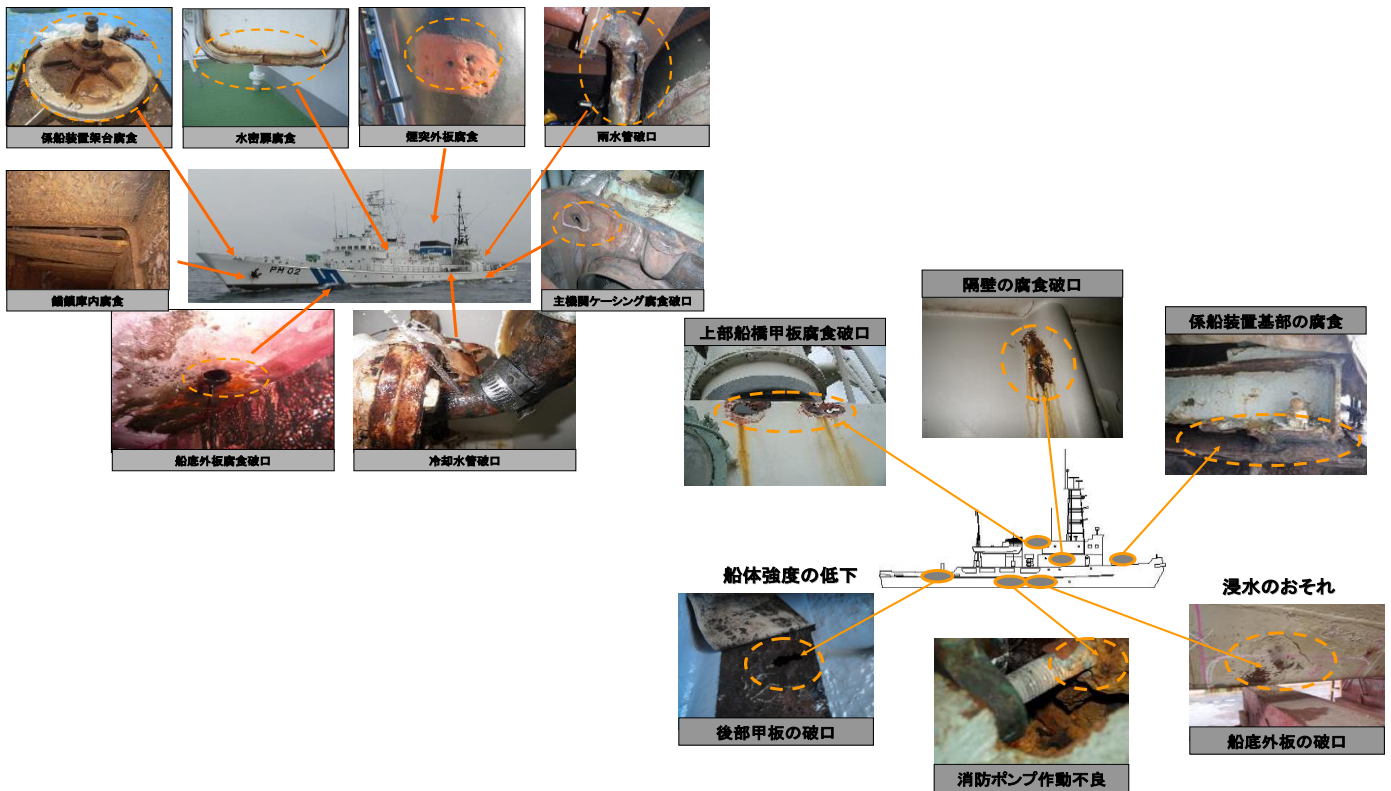 係船装置架台腐食
水密扉腐食
煙突外板腐食
雨水管破口
錨鎖庫内腐食
PM 02
主機関ケーシング腐食破口
船底外板腐食破口
冷却水管破口
隔壁の腐食破口
上部船橋甲板腐食破口
係船装置基部の腐食
船体強度の低下
浸水のおそれ
後部甲板の破口
消防ポンプ作動不良
船底外板の破口